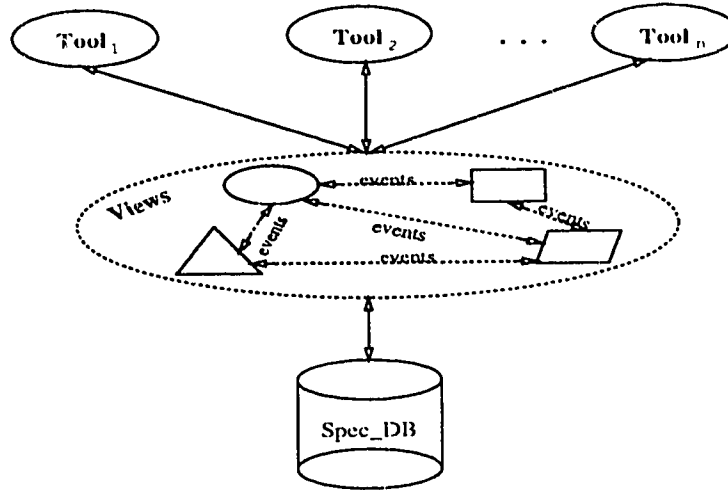 Tool 1
Tool 2
. . .
Tool n
Views
events
events
events
events
events
Spec_DB